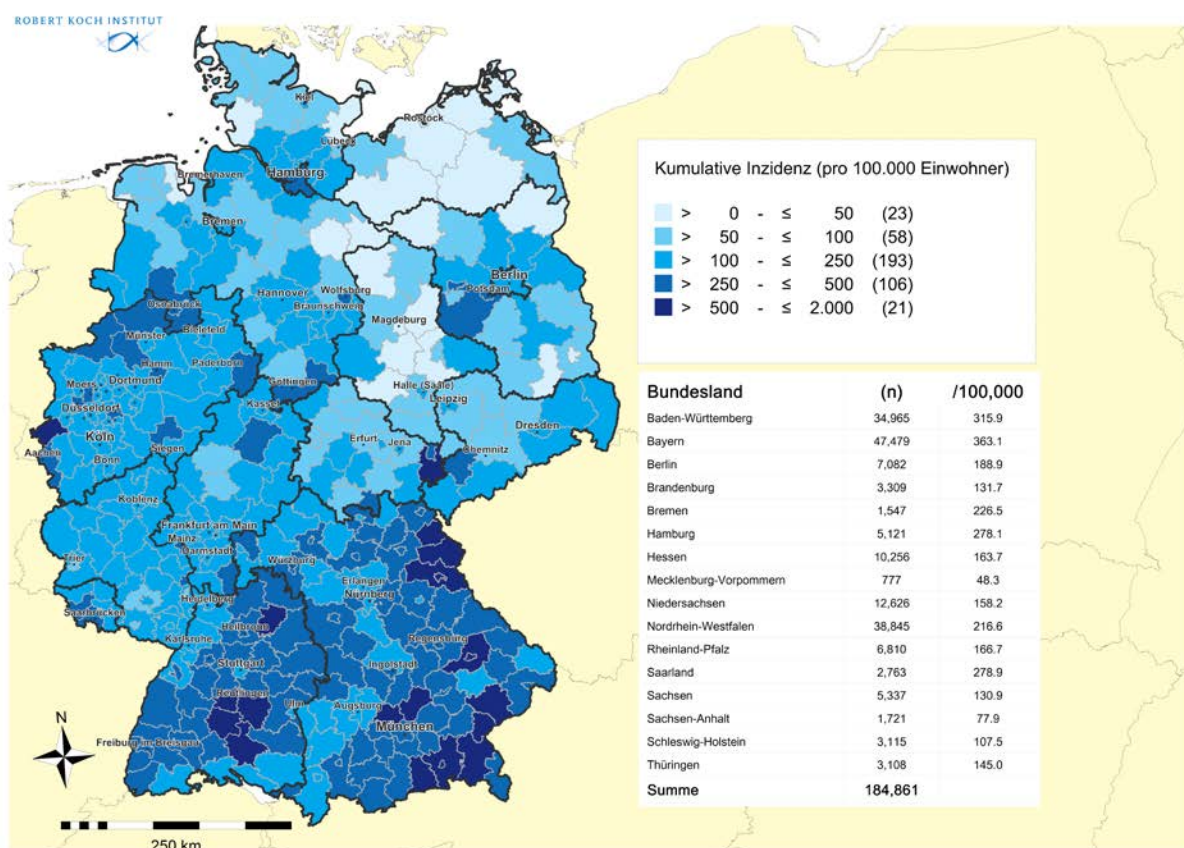 ROBERT KOCH INSTITUT
Kiel
Rostock
Lübeck
Bremerhaven
Hamburg
Bremen
Berlin
Wolfsburg
Potsdam
Hannover
Osnabrück
Braunschweig
Magdeburg
Bielefeld
Münster
Hamm
Paderborn
Göttingen
Halle (Saale)
Moers
Dortmund
Leipzig
Kassel
Düsseldorf
Dresden
Köln
Erfurt
Jena
Chemnitz
Aachen
Siegen
Bonn
Koblenz
Frankfurt am Main
Mainz
Trier
Darmstadt
Würzburg
Erlangen
Nürnberg
Heidelberg
Saarbrücken
Heilbronn
Karlsruhe
Regensburg
Stuttgart
Ingolstadt
Reutlingen
Ulm
Augsburg
München
Freiburg im Breisgau
N
250 km
Kumulative Inzidenz (pro 100.000 Einwohner)
> 0 - ≤ 50 (23)
> 50 - ≤ 100 (58)
> 100 - ≤ 250 (193)
> 250 - ≤ 500 (106)
> 500 - ≤ 2.000 (21)
Bundesland (n) /100,000
Baden-Württemberg 34,965 315.9
Bayern 47,479 363.1
Berlin 7,082 188.9
Brandenburg 3,309 131.7
Bremen 1,547 226.5
Hamburg 5,121 278.1
Hessen 10,256 163.7
Mecklenburg-Vorpommern 777 48.3
Niedersachsen 12,626 158.2
Nordrhein-Westfalen 38,845 216.6
Rheinland-Pfalz 6,810 166.7
Saarland 2,763 278.9
Sachsen 5,337 130.9
Sachsen-Anhalt 1,721 77.9
Schleswig-Holstein 3,115 107.5
Thüringen 3,108 145.0
Summe 184,861